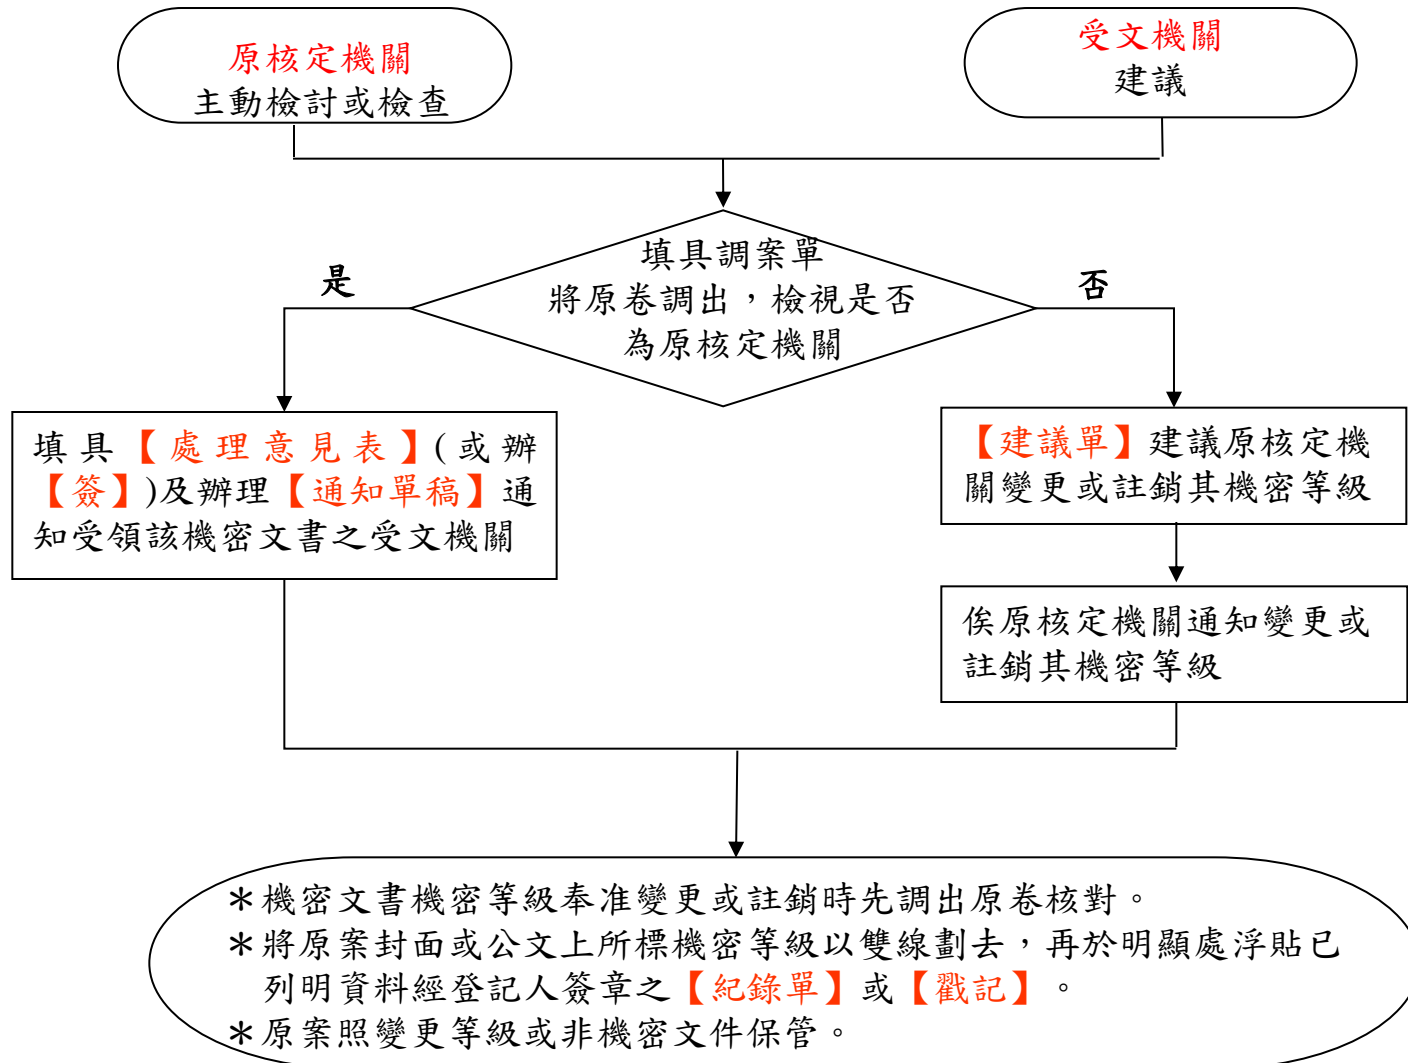 原核定機關
主動檢討或檢查
受文機關
建議
填具調案單
將原卷調出，檢視是否
為原核定機關
是
否
填具【處理意見表】(或辦
【簽】)及辦理【通知單稿】通
知受領該機密文書之受文機關
【建議單】建議原核定機
關變更或註銷其機密等級
俟原核定機關通知變更或
註銷其機密等級
＊機密文書機密等級奉准變更或註銷時先調出原卷核對。
＊將原案封面或公文上所標機密等級以雙線劃去，再於明顯處浮貼已
列明資料經登記人簽章之【紀錄單】或【戳記】。
＊原案照變更等級或非機密文件保管。